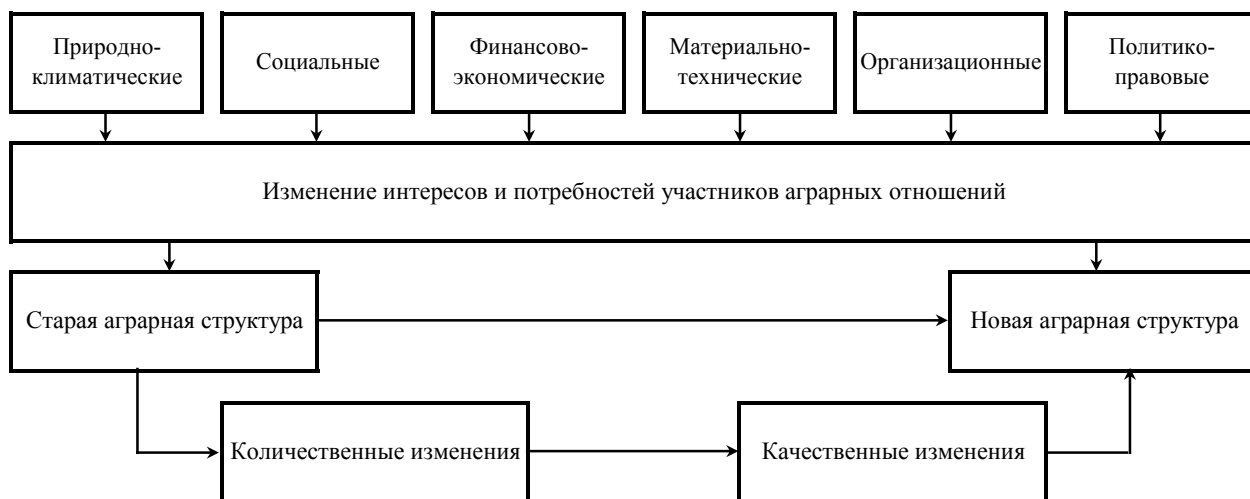 Природно-
климатические
Социальные
Финансово-
экономические
Материально-
технические
Организационные
Политико-
правовые
Изменение интересов и потребностей участников аграрных отношений
Старая аграрная структура
Новая аграрная структура
Количественные изменения
Качественные изменения